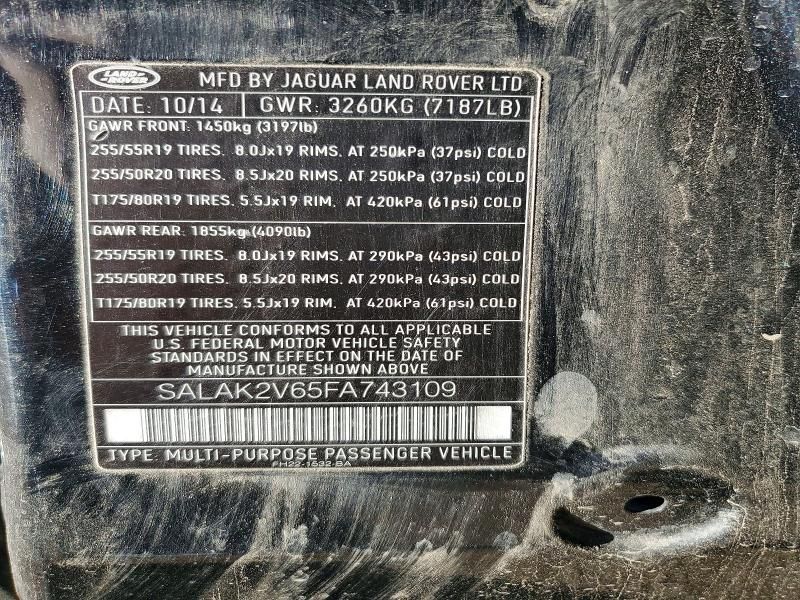 LAND ROVER
MFD BY JAGUAR LAND ROVER LTD
DATE: 10/14 GWR: 3260KG (7187LB)
GAWR FRONT: 1450kg (3197lb)
255/55R19 TIRES. 8.0Jx19 RIMS. AT 250kPa (37psi) COLD
255/50R20 TIRES. 8.5Jx20 RIMS. AT 250kPa (37psi) COLD
T175/80R19 TIRES. 5.5Jx19 RIM. AT 420kPa (61psi) COLD
GAWR REAR: 1855kg (4090lb)
255/55R19 TIRES. 8.0Jx19 RIMS. AT 290kPa (43psi) COLD
255/50R20 TIRES. 8.5Jx20 RIMS. AT 290kPa (43psi) COLD
T175/80R19 TIRES. 5.5Jx19 RIM. AT 420kPa (61psi) COLD
THIS VEHICLE CONFORMS TO ALL APPLICABLE
U.S. FEDERAL MOTOR VEHICLE SAFETY
STANDARDS IN EFFECT ON THE DATE OF
MANUFACTURE SHOWN ABOVE
SALAK2V65FA743109
TYPE: MULTI-PURPOSE PASSENGER VEHICLE
FH22-1532-BA